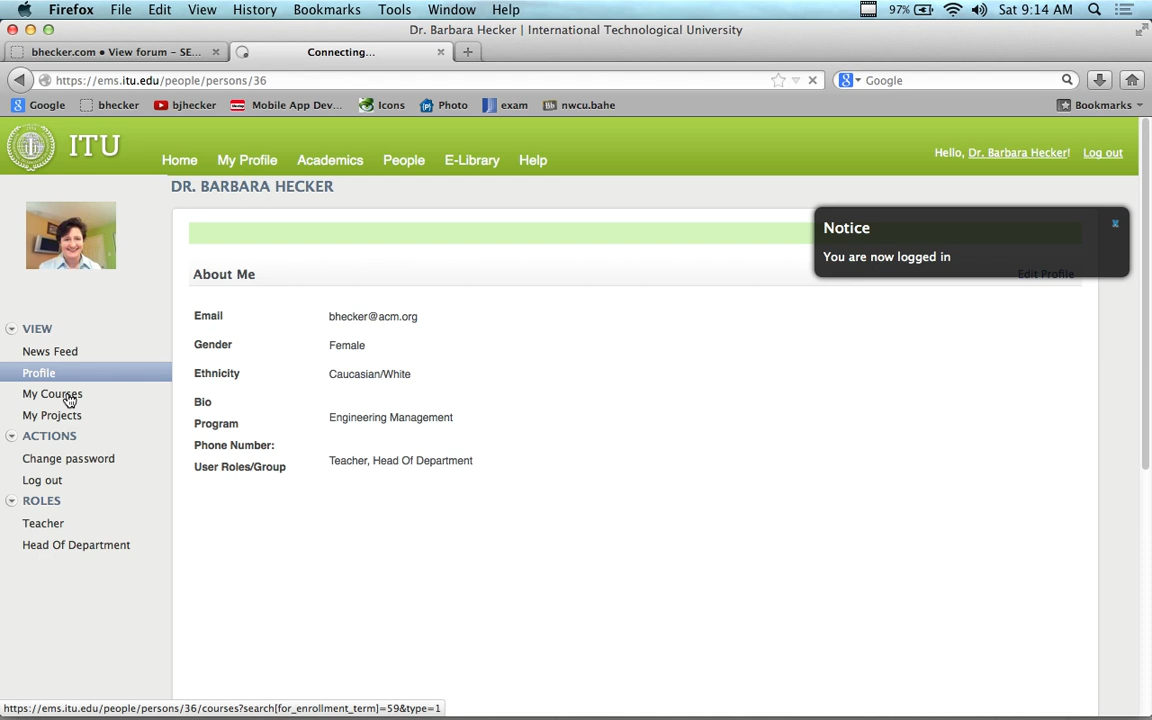 Firefox File Edit View History Bookmarks Tools Window Help 97% Sat 9:14 AM
Dr. Barbara Hecker | International Technological University
bhecker.com • View forum – SE... Connecting...
https://ems.itu.edu/people/persons/36 Google
Google bhecker bjhecker Mobile App Dev... Icons Photo exam nwcu.bahe Bookmarks
ITU
Home My Profile Academics People E-Library Help
Hello, Dr. Barbara Hecker! Log out
DR. BARBARA HECKER
Notice
You are now logged in
About Me Edit Profile
Email bhecker@acm.org
Gender Female
Ethnicity Caucasian/White
Bio
Program Engineering Management
Phone Number:
User Roles/Group Teacher, Head Of Department
VIEW
News Feed
Profile
My Courses
My Projects
ACTIONS
Change password
Log out
ROLES
Teacher
Head Of Department
https://ems.itu.edu/people/persons/36/courses?search[for_enrollment_term]=59&type=1